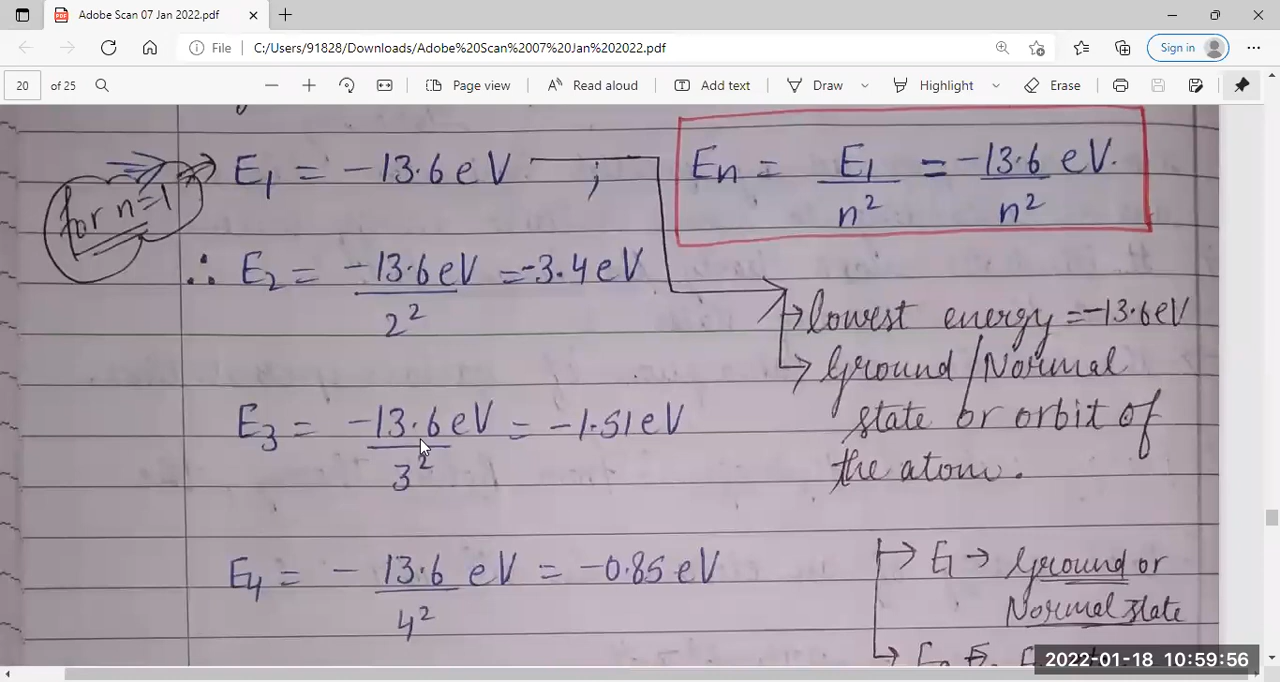 Adobe Scan 07 Jan 2022.pdf
File C:/Users/91828/Downloads/Adobe%20Scan%2007%20Jan%202022.pdf Sign in
20 of 25 Page view Read aloud Add text Draw Highlight Erase
for n=1
E₁ = -13.6 eV ;
En = E₁/n² = -13.6/n² eV.
∴ E₂ = -13.6 eV/2² = -3.4 eV
→ lowest energy = -13.6 eV
→ Ground/Normal
state or orbit of
the atom.
E₃ = -13.6 eV/3² = -1.51 eV
E₄ = - 13.6/4² eV = -0.85 eV
→ E₁ → Ground or
Normal state
2022-01-18 10:59:56